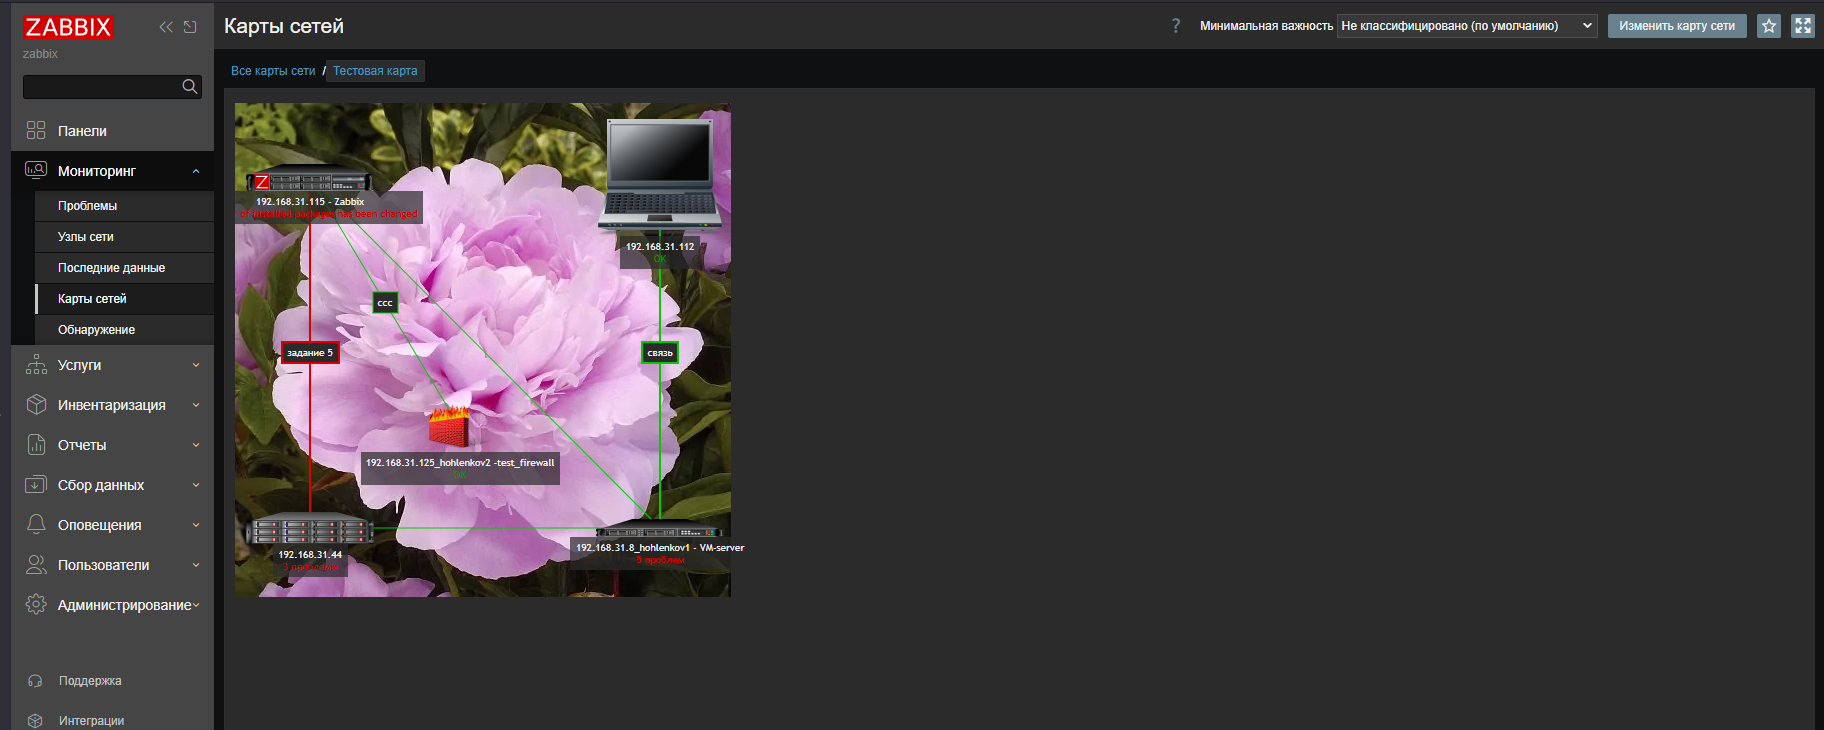 ZABBIX
zabbix
Панели
Мониторинг
Проблемы
Узлы сети
Последние данные
Карты сетей
Обнаружение
Услуги
Инвентаризация
Отчеты
Сбор данных
Оповещения
Пользователи
Администрирование
Поддержка
Интеграции
Карты сетей
? Минимальная важность Не классифицировано (по умолчанию) Изменить карту сети
Все карты сети / Тестовая карта
Z
192.168.31.115 - Zabbix
of installed packages has been changed
192.168.31.112
OK
ссс
задание 5
связь
192.168.31.125_hohlenkov2 -test_firewall
OK
192.168.31.44
3 проблем
192.168.31.8_hohlenkov1 - VM-server
5 проблем